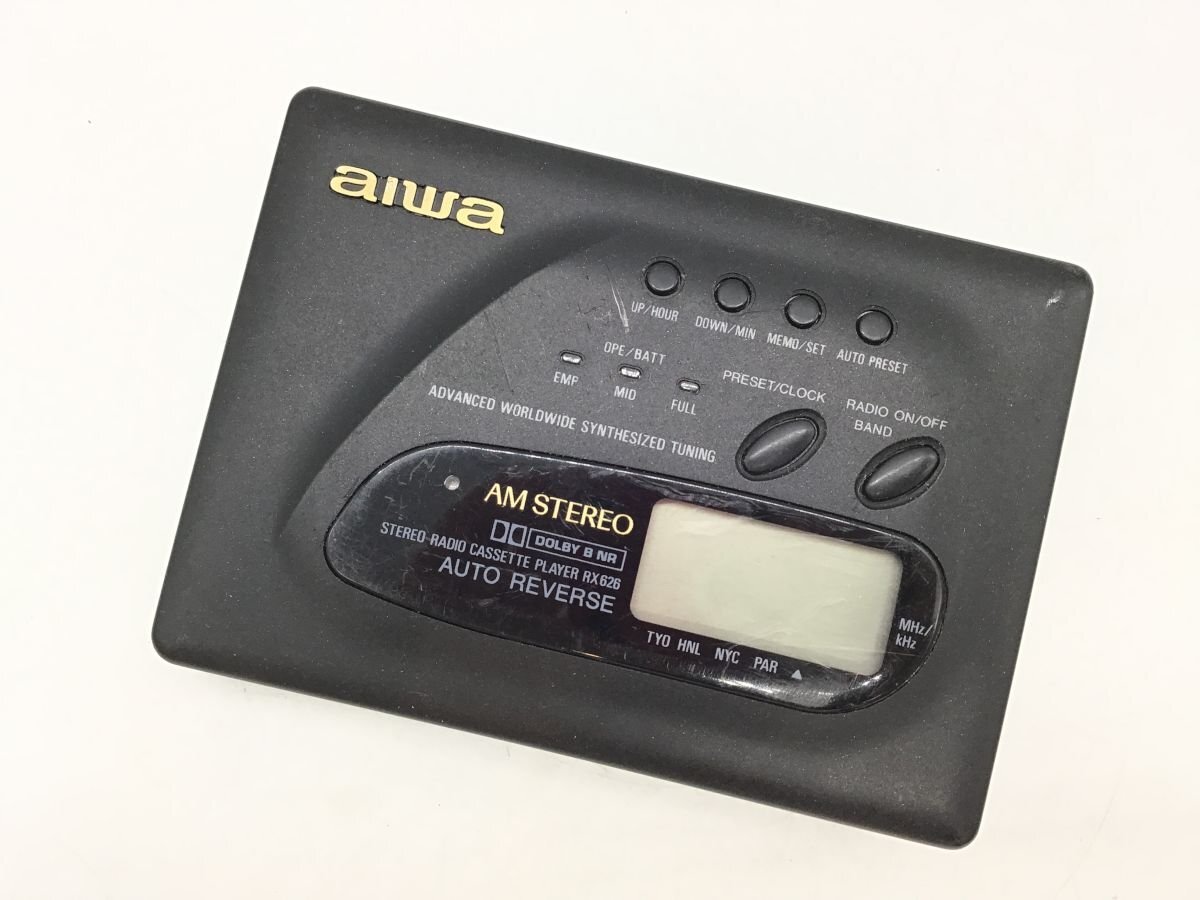 aiwa
UP/HOUR
DOWN/MIN
MEMO/SET
AUTO PRESET
OPE/BATT
EMP
MID
FULL
PRESET/CLOCK
RADIO ON/OFF
BAND
ADVANCED WORLDWIDE SYNTHESIZED TUNING
AM STEREO
DOLBY B NR
STEREO RADIO CASSETTE PLAYER RX626
AUTO REVERSE
MHz/
kHz
TYO HNL NYC PAR ▲